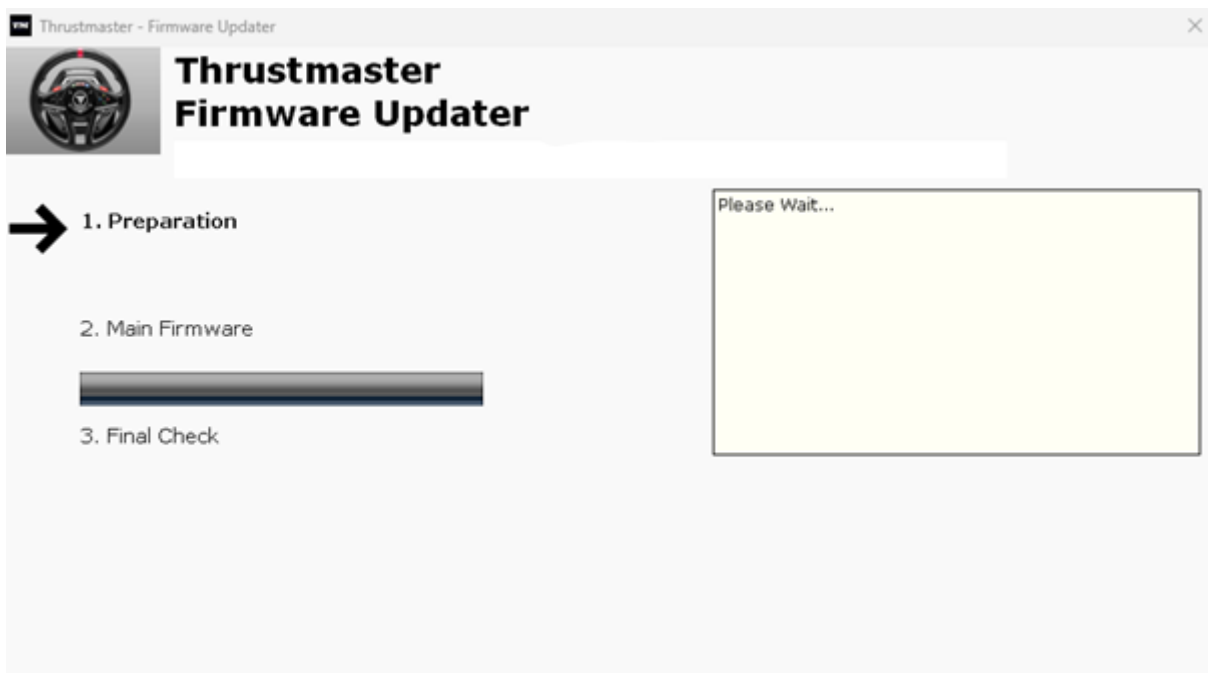 Thrustmaster - Firmware Updater
Thrustmaster
Firmware Updater
1. Preparation
Please Wait...
2. Main Firmware
3. Final Check